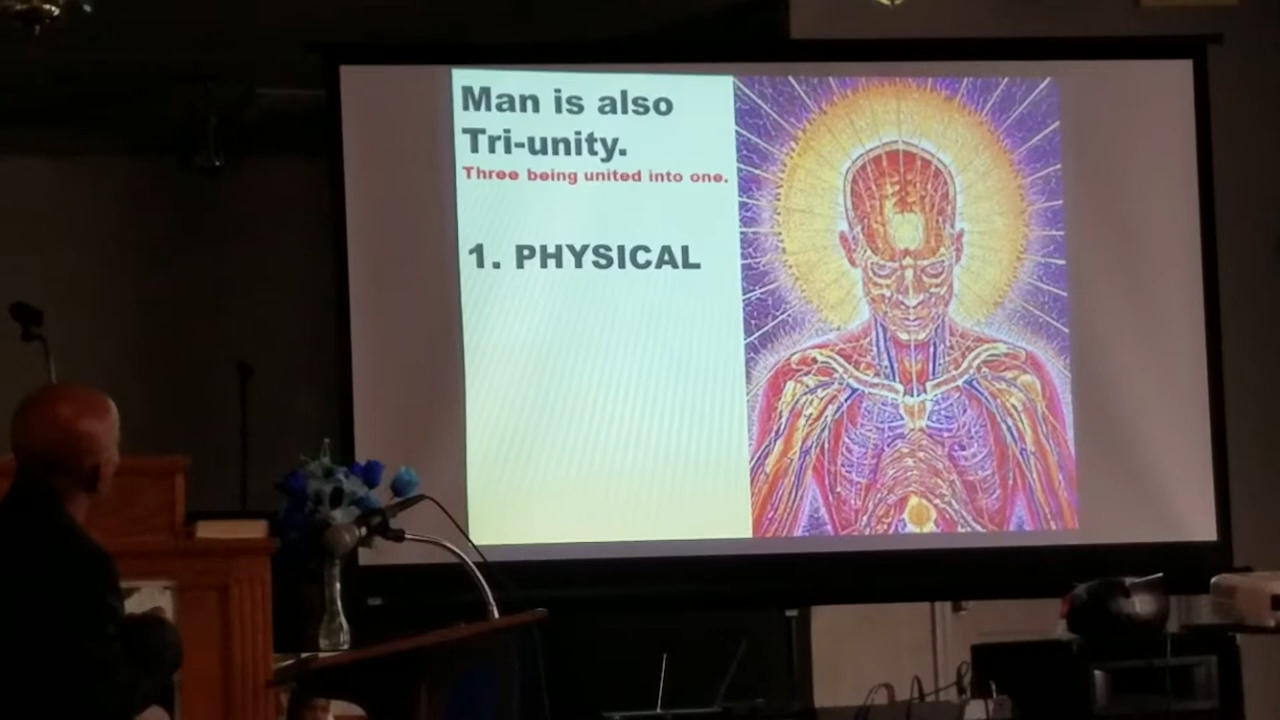 Man is also
Tri-unity.
Three being united into one.
1. PHYSICAL